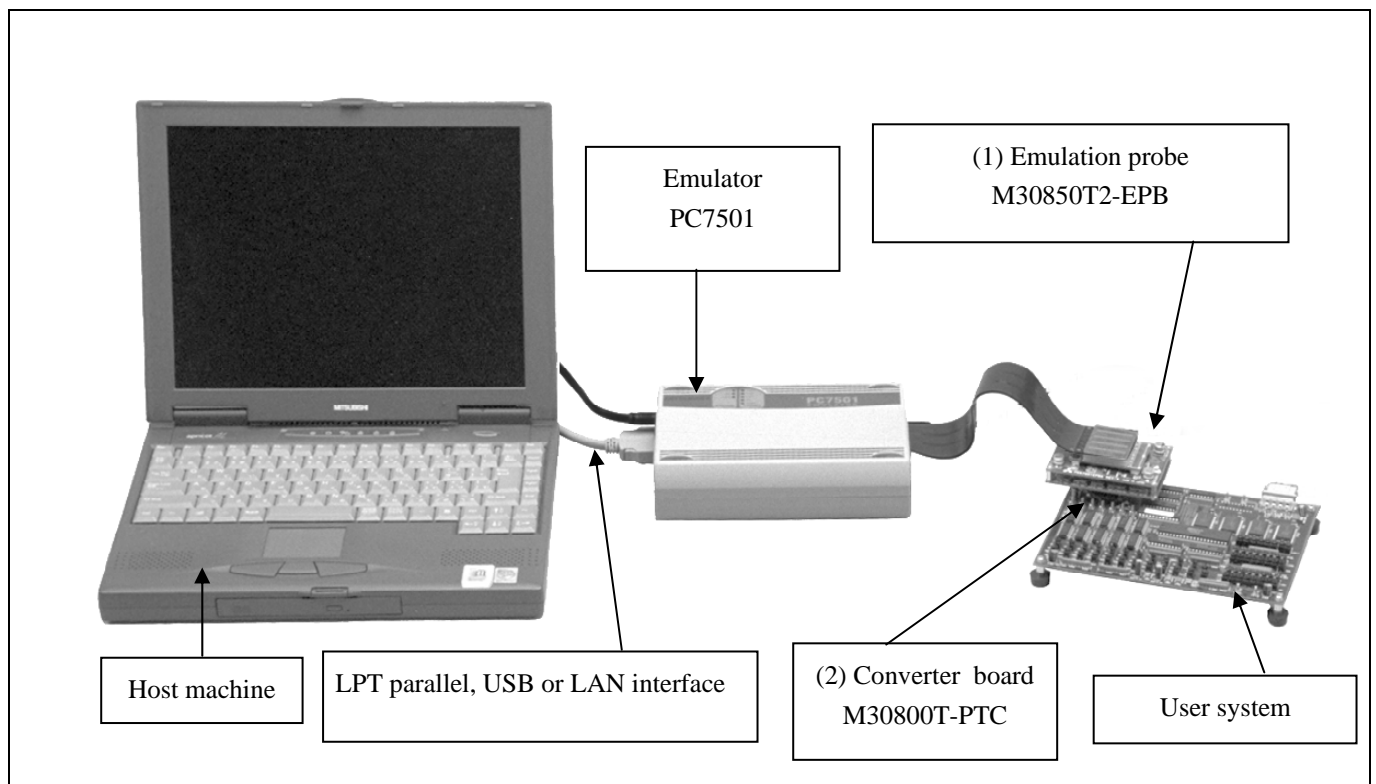 (1) Emulation probe
M30850T2-EPB
Emulator
PC7501
PC7501
MITSUBISHI
Host machine
LPT parallel, USB or LAN interface
(2) Converter board
M30800T-PTC
User system